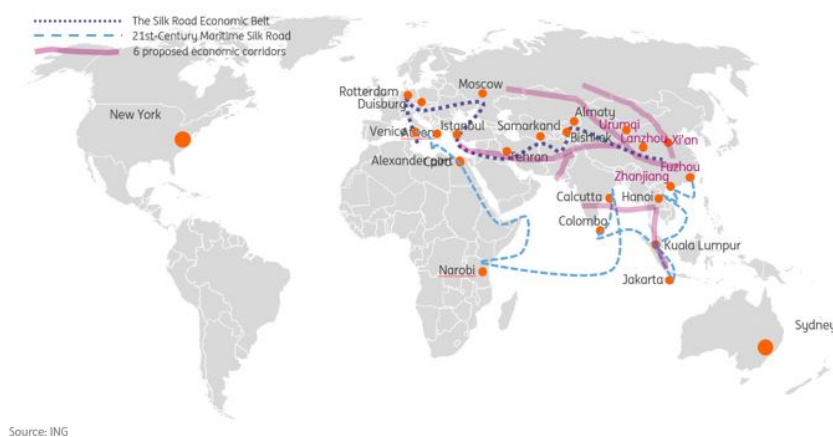 The Silk Road Economic Belt
21st-Century Maritime Silk Road
6 proposed economic corridors
Rotterdam
Moscow
Duisburg
New York
Almaty
Venice
Istanbul
Samarkand
Urumqi
Bishkek
Lanzhou
Xi'an
Tehran
Fuzhou
Zhanjiang
Calcutta
Hanoi
Colombo
Kuala Lumpur
Narobi
Jakarta
Sydney
Source: ING